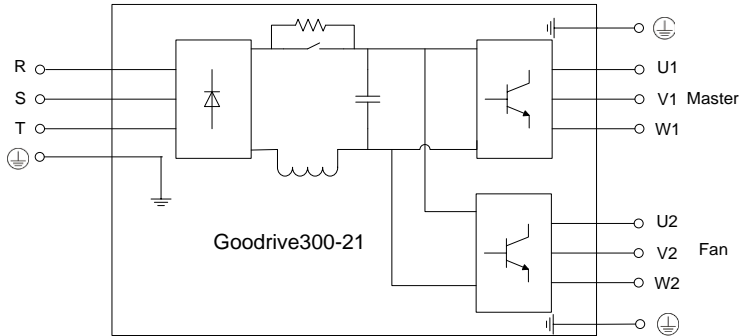 R
S
T
U1
V1 Master
W1
Goodrive300-21
U2
V2 Fan
W2